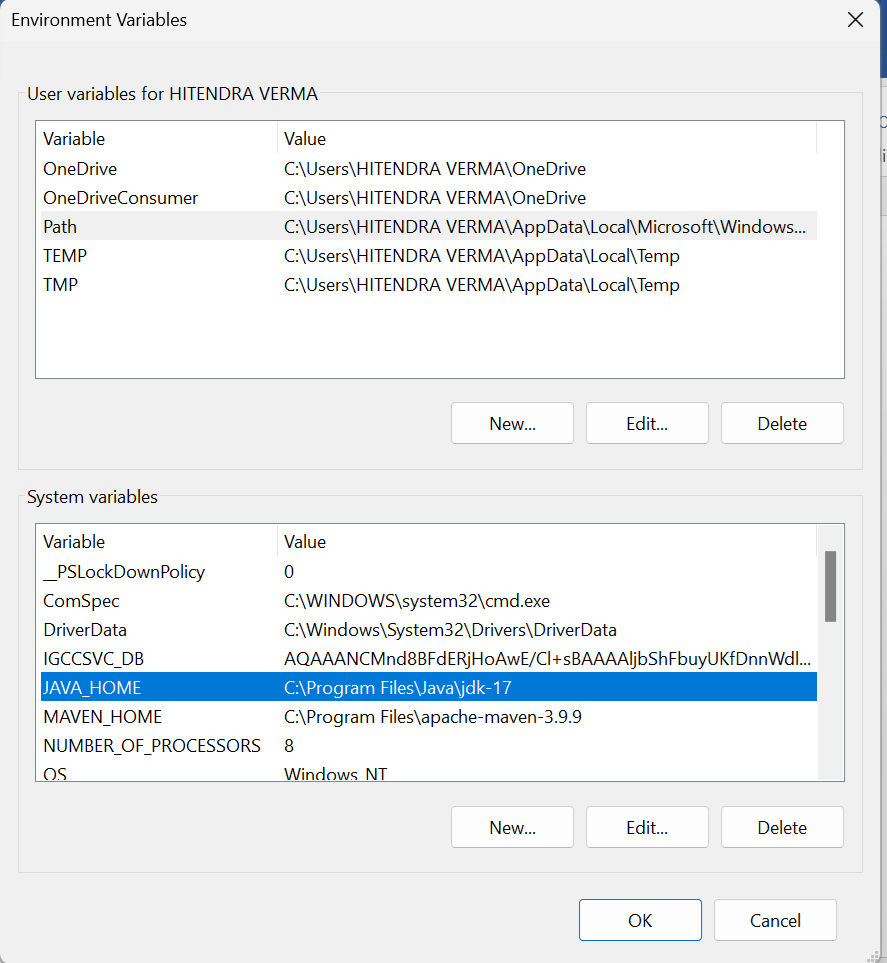 Environment Variables
User variables for HITENDRA VERMA
Variable Value
OneDrive C:\Users\HITENDRA VERMA\OneDrive
OneDriveConsumer C:\Users\HITENDRA VERMA\OneDrive
Path C:\Users\HITENDRA VERMA\AppData\Local\Microsoft\Windows...
TEMP C:\Users\HITENDRA VERMA\AppData\Local\Temp
TMP C:\Users\HITENDRA VERMA\AppData\Local\Temp
New... Edit... Delete
System variables
Variable Value
__PSLockDownPolicy 0
ComSpec C:\WINDOWS\system32\cmd.exe
DriverData C:\Windows\System32\Drivers\DriverData
IGCCSVC_DB AQAAANCMnd8BFdERjHoAwE/Cl+sBAAAAljbShFbuyUKfDnnWdl...
JAVA_HOME C:\Program Files\Java\jdk-17
MAVEN_HOME C:\Program Files\apache-maven-3.9.9
NUMBER_OF_PROCESSORS 8
OS Windows_NT
New... Edit... Delete
OK Cancel